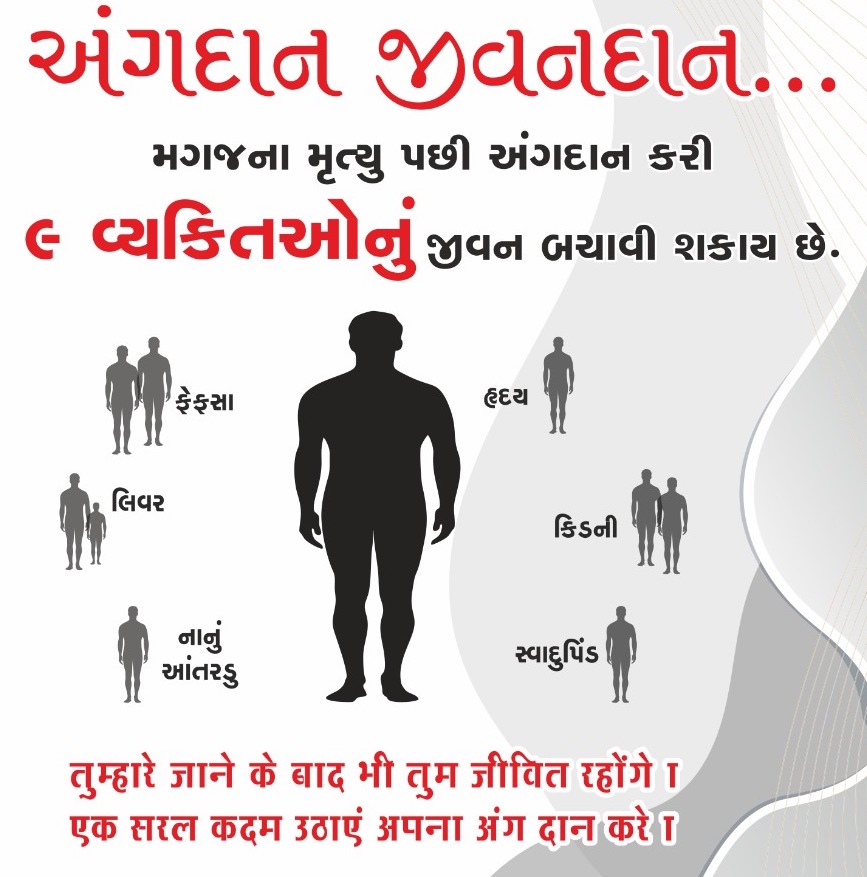 અંગદાન જીવનદાન...
મગજના મૃત્યુ પછી અંગદાન કરી
૯ વ્યકિતઓનું જીવન બચાવી શકાય છે.
ફેફસા
હૃદય
લિવર
કિડની
નાનું
આંતરડુ
સ્વાદુપિંડ
तुम्हारे जाने के बाद भी तुम जीवित रहोंगे ।
एक सरल कदम उठाएं अपना अंग दान करे ।